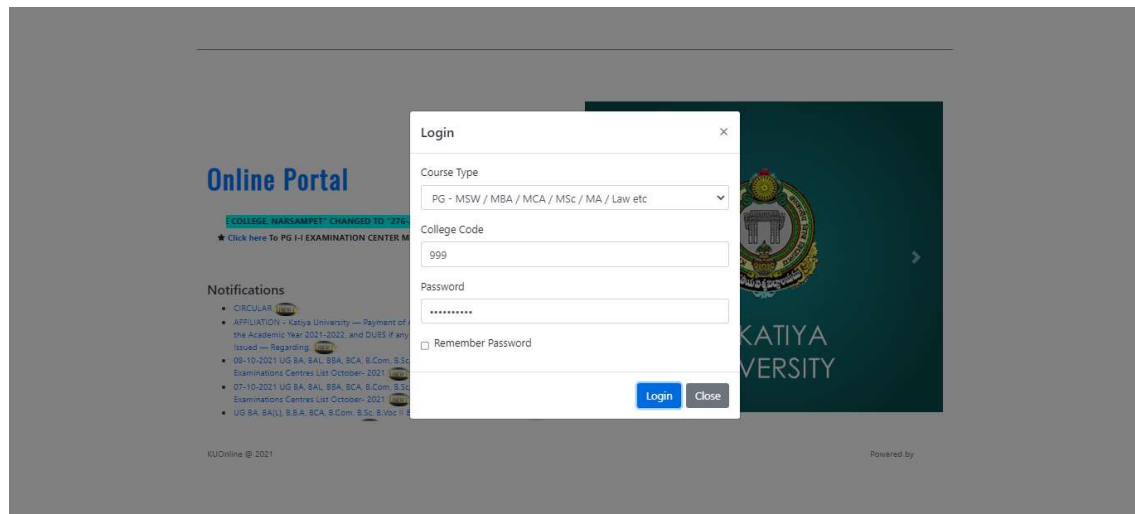 Login ×
Course Type
PG - MSW / MBA / MCA / MSc / MA / Law etc
College Code
999
Password
••••••••••
Remember Password
Login Close
Online Portal
COLLEGE, NARSAMPET" CHANGED TO "276-
★ Click here To PG I-I EXAMINATION CENTER M
Notifications
CIRCULAR
AFFILIATION - Katiya University — Payment of
the Academic Year 2021-2022, and DUES if any
Issued — Regarding.
08-10-2021 UG BA, BAL, BBA, BCA, B.Com, B.Sc
Examinations Centres List October- 2021
07-10-2021 UG BA, BAL, BBA, BCA, B.Com, B.Sc
Examinations Centres List October- 2021
UG BA, BA(L), B.B.A, BCA, B.Com, B.Sc, B.Voc II
KATIYA
VERSITY
KUOnline @ 2021
Powered by